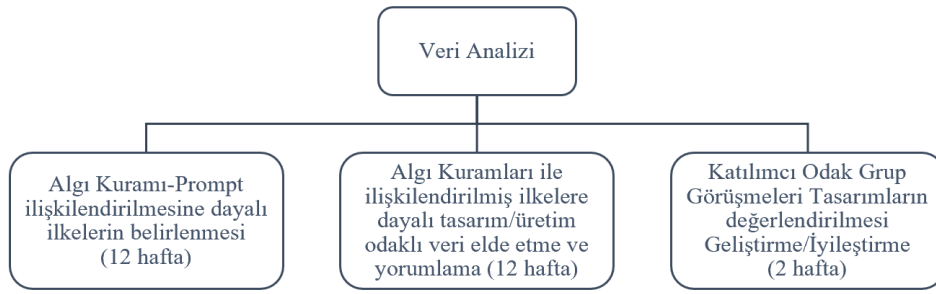 Veri Analizi
Algı Kuramı-Prompt
ilişkilendirilmesine dayalı
ilkelerin belirlenmesi
(12 hafta)
Algı Kuramları ile
ilişkilendirilmiş ilkelere
dayalı tasarım/üretim
odaklı veri elde etme ve
yorumlama (12 hafta)
Katılımcı Odak Grup
Görüşmeleri Tasarımların
değerlendirilmesi
Geliştirme/İyileştirme
(2 hafta)